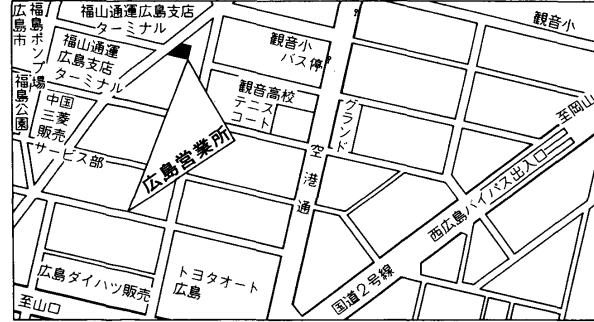 広島市
福島ポンプ場
福島公園
福山通運広島支店
ターミナル
福山通運
広島支店
ターミナル
中国
三菱
販売
サービス部
観音小
バス停
観音小
観音高校
テニス
コート
グランド
空港通
広島営業所
至岡山
西広島バイパス出入口
国道2号線
広島ダイハツ販売
トヨタオート
広島
至山口